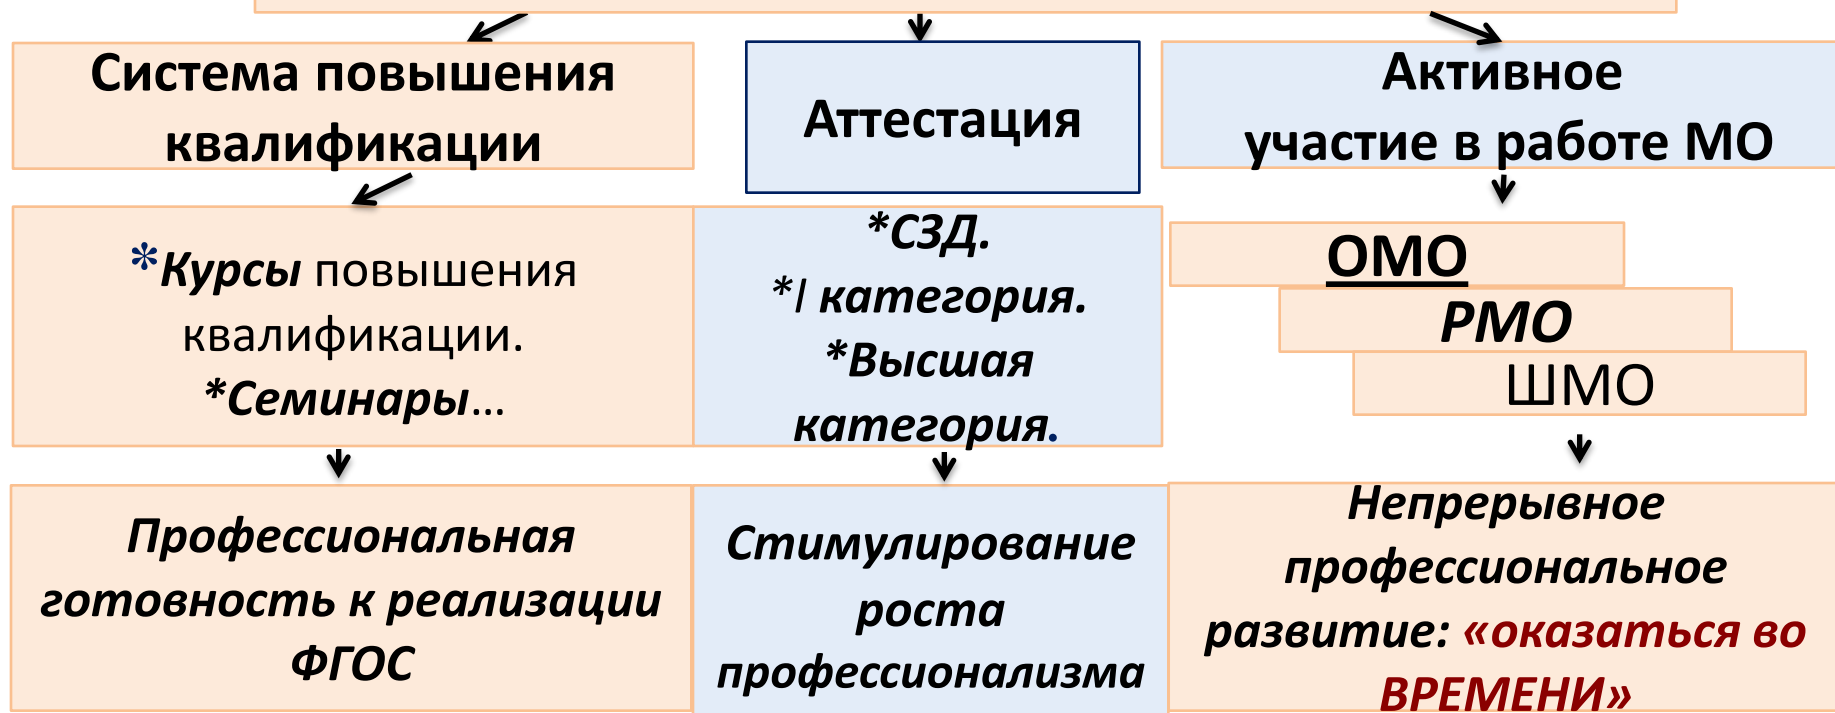 Система повышения
квалификации
Аттестация
Активное
участие в работе МО
*Курсы повышения
квалификации.
*Семинары...
*СЗД.
*I категория.
*Высшая
категория.
ОМО
РМО
ШМО
Профессиональная
готовность к реализации
ФГОС
Стимулирование
роста
профессионализма
Непрерывное
профессиональное
развитие: «оказаться во
ВРЕМЕНИ»